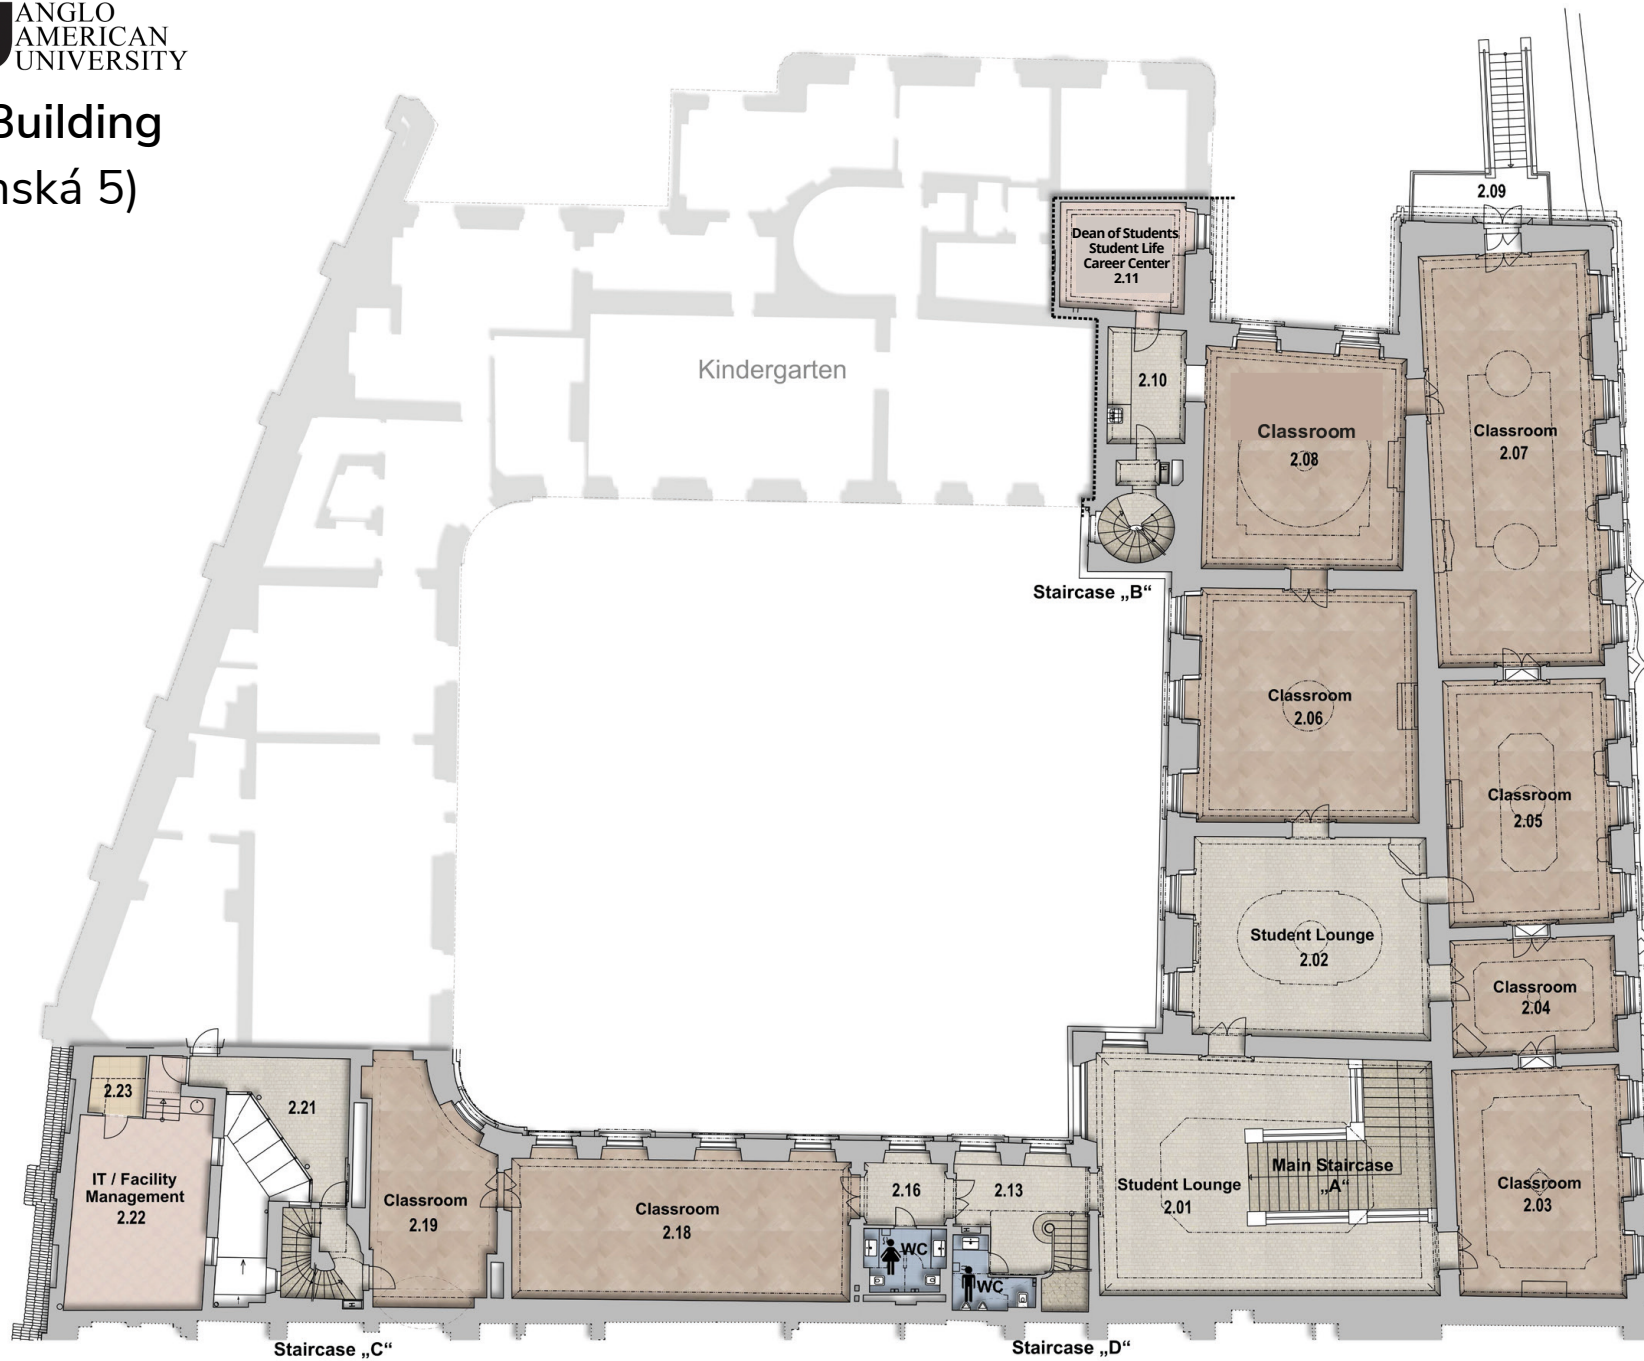 ANGLO
AMERICAN
UNIVERSITY
Building
5)
2.09
Dean of Students
Student Life
Career Center
2.11
Kindergarten
2.10
Classroom
2.08
Classroom
2.07
Staircase „B“
Classroom
2.06
Classroom
2.05
Student Lounge
2.02
Classroom
2.04
2.23
2.21
IT / Facility
Management
2.22
Classroom
2.19
Classroom
2.18
2.16
2.13
WC
WC
Student Lounge
2.01
Main Staircase
„A“
Classroom
2.03
Staircase „C“
Staircase „D“